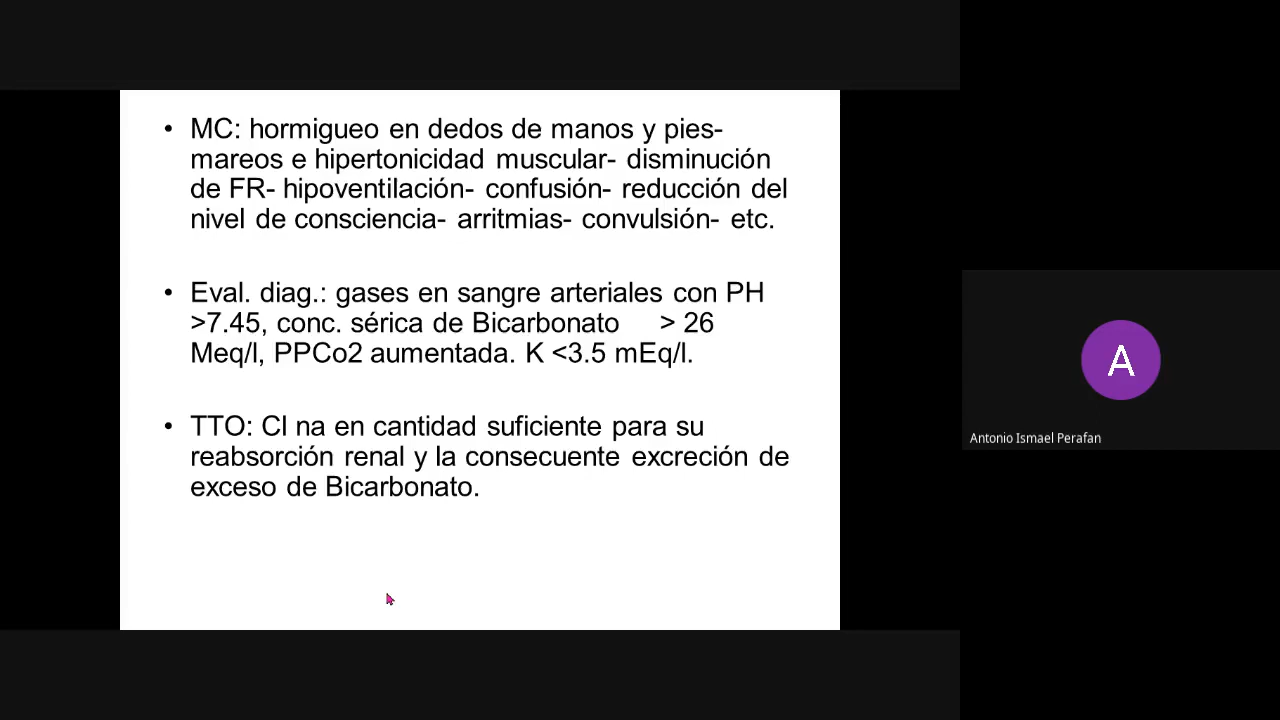 • MC: hormigueo en dedos de manos y pies-
mareos e hipertonicidad muscular- disminución
de FR- hipoventilación- confusión- reducción del
nivel de consciencia- arritmias- convulsión- etc.
• Eval. diag.: gases en sangre arteriales con PH
>7.45, conc. sérica de Bicarbonato > 26
Meq/l, PPCo2 aumentada. K <3.5 mEq/l.
• TTO: Cl na en cantidad suficiente para su
reabsorción renal y la consecuente excreción de
exceso de Bicarbonato.
A
Antonio Ismael Perafan